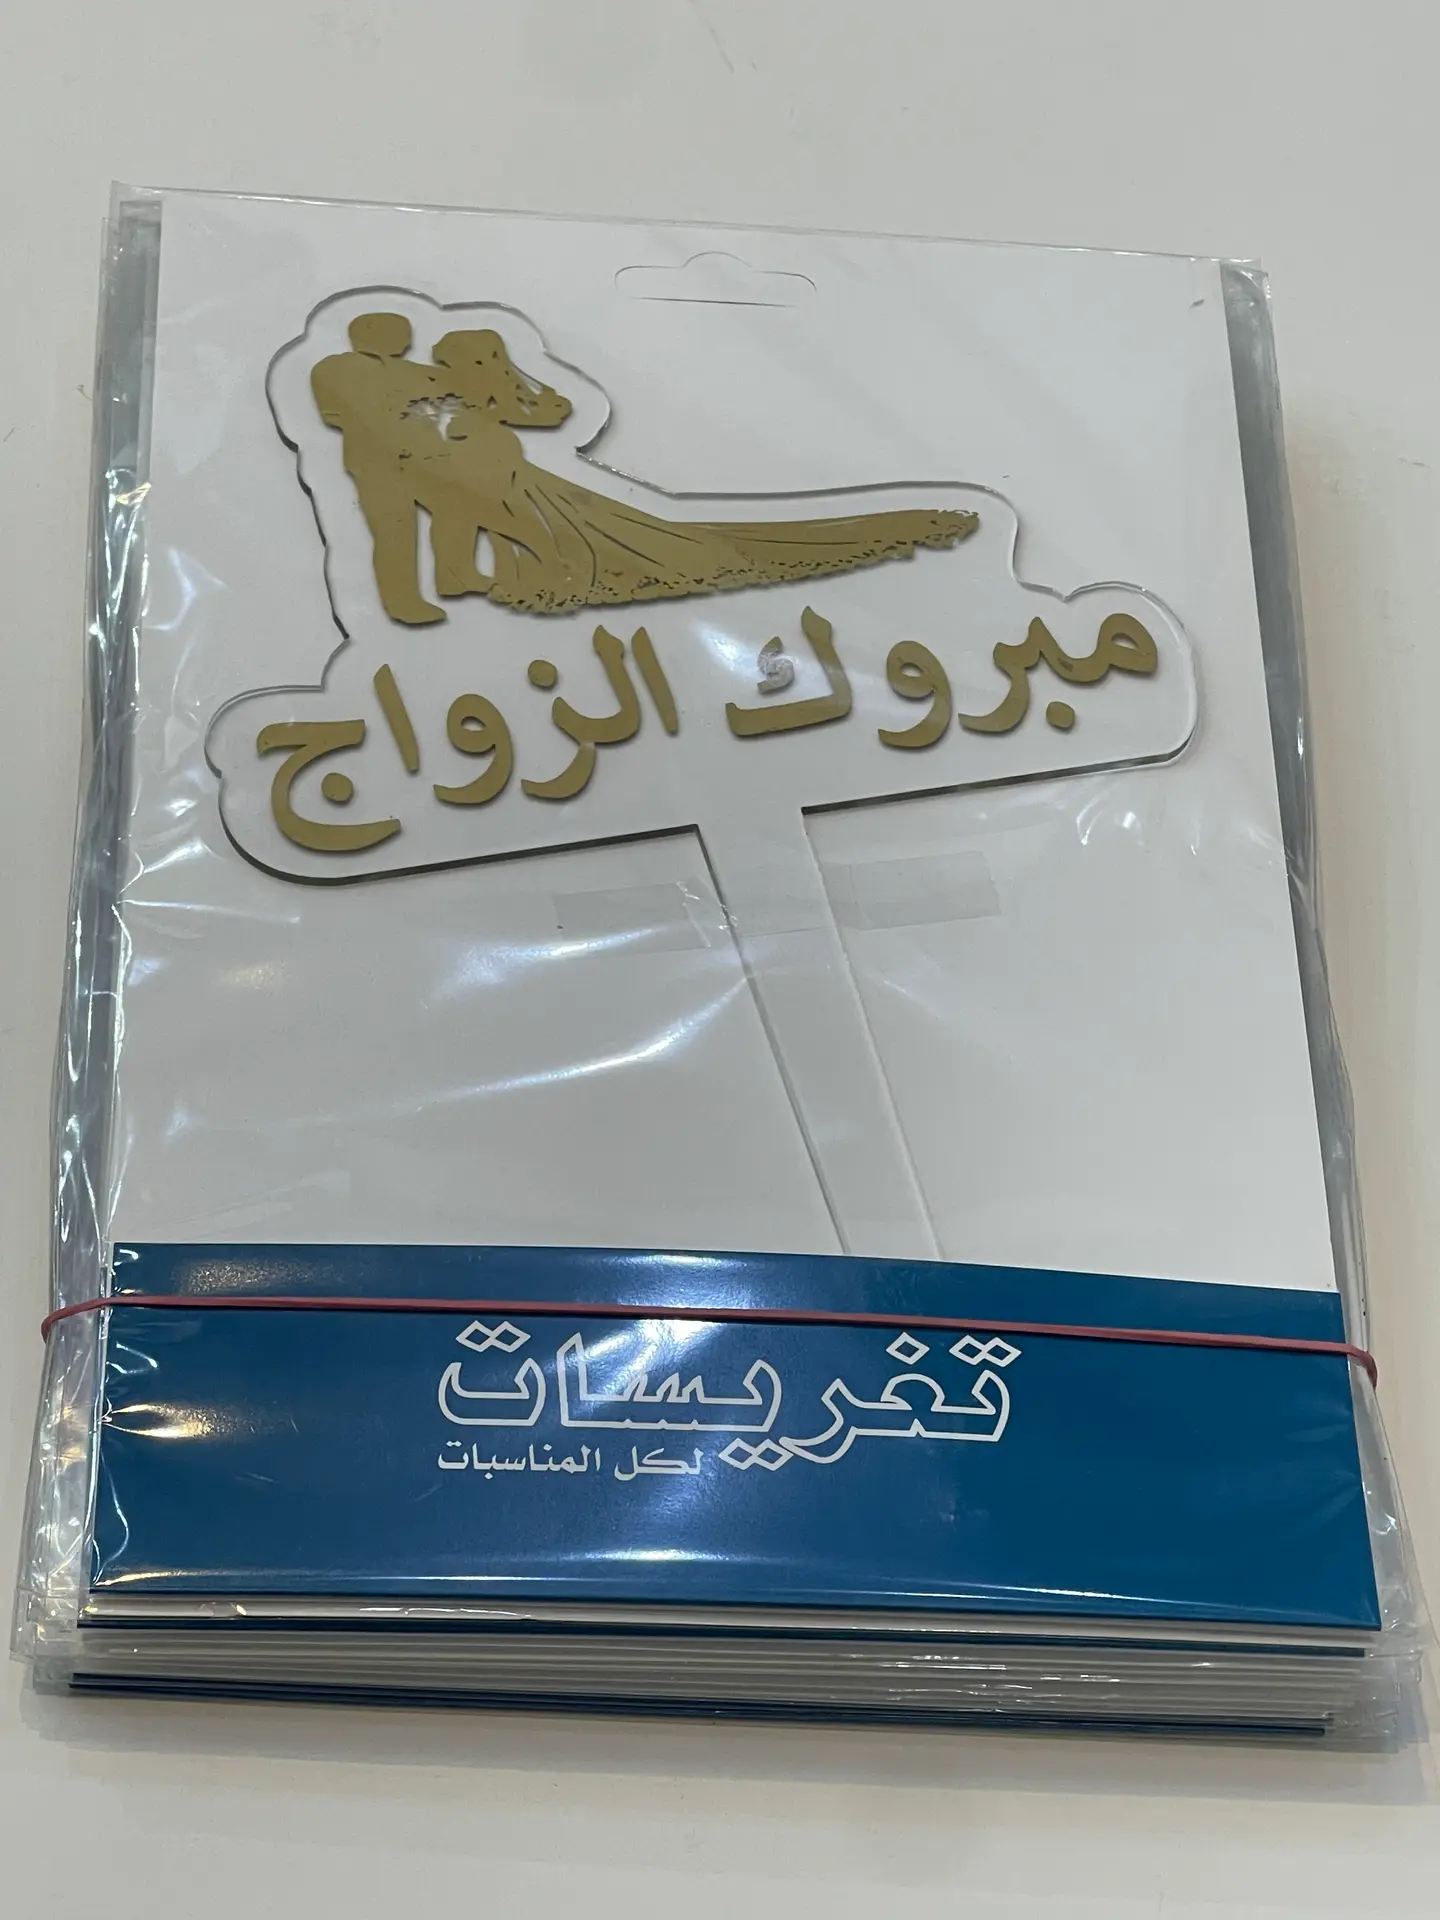 مبروك الزواج
تغريسات
لكل المناسبات